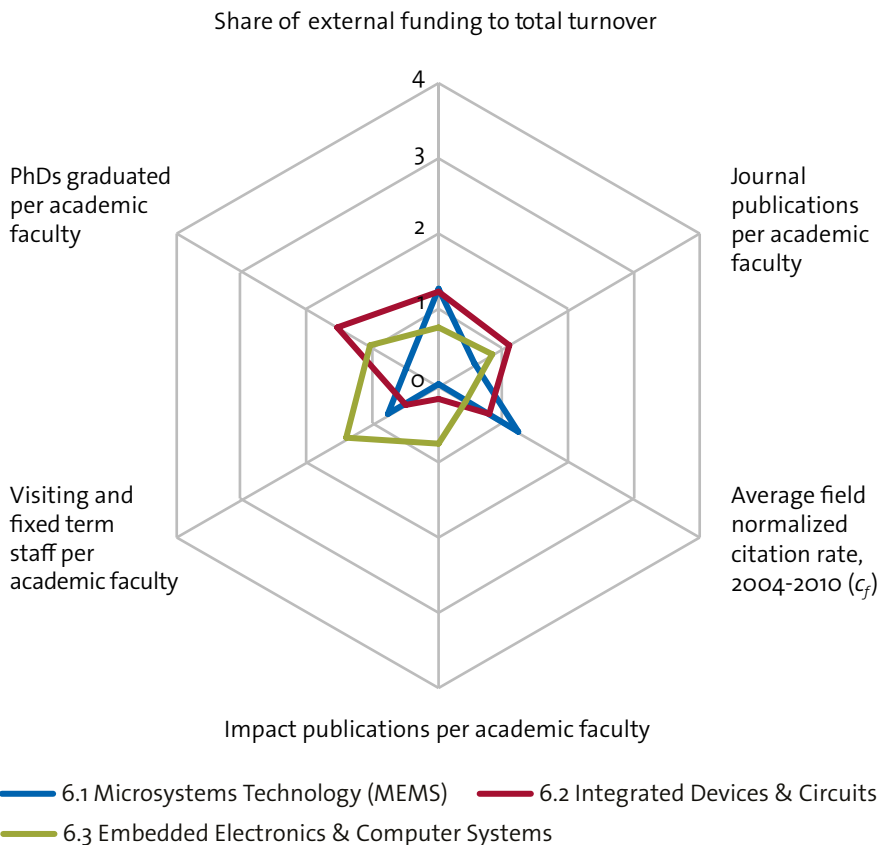 Share of external funding to total turnover
4
3
2
1
0
PhDs graduated
per academic
faculty
Journal
publications
per academic
faculty
Visiting and
fixed term
staff per
academic faculty
Average field
normalized
citation rate,
2004-2010 (cf)
Impact publications per academic faculty
6.1 Microsystems Technology (MEMS)
6.2 Integrated Devices & Circuits
6.3 Embedded Electronics & Computer Systems